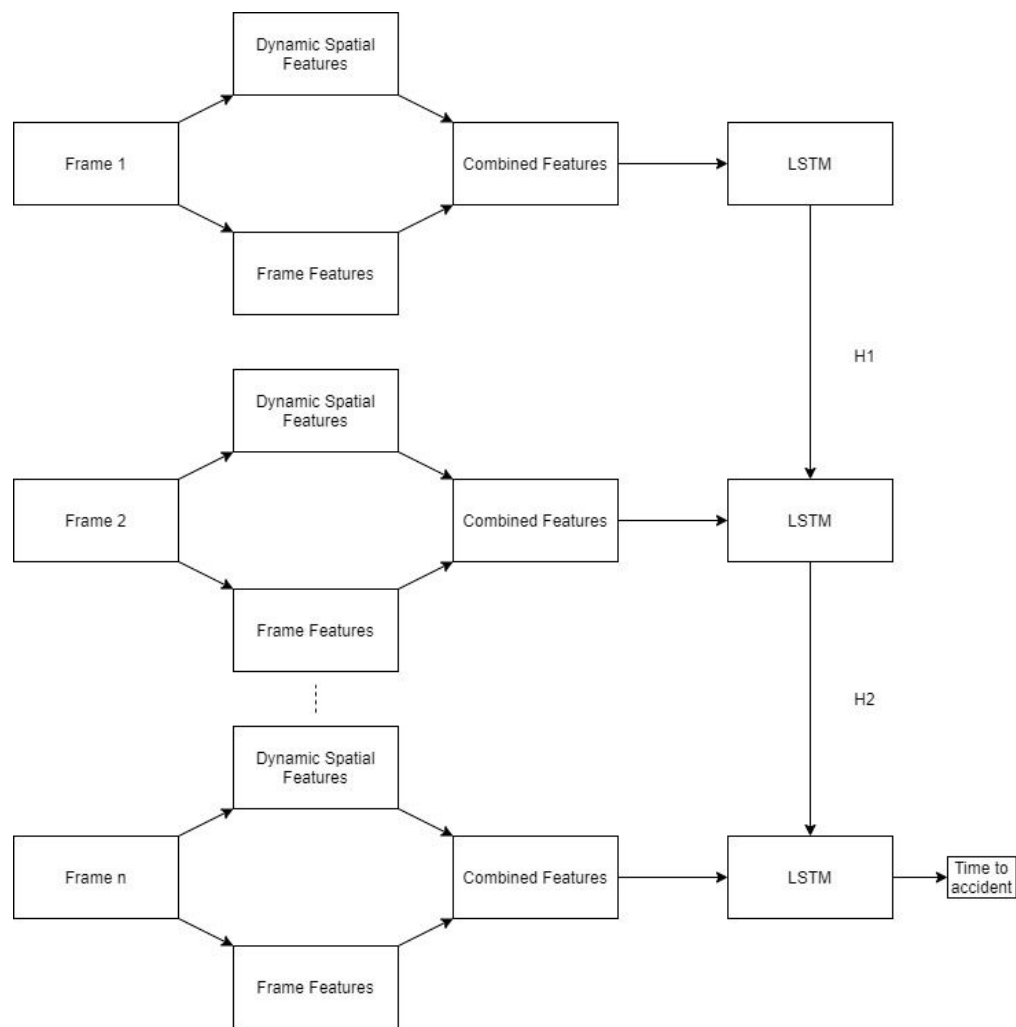 Dynamic Spatial
Features
Frame 1
Combined Features
LSTM
Frame Features
H1
Dynamic Spatial
Features
Frame 2
Combined Features
LSTM
Frame Features
H2
Dynamic Spatial
Features
Frame n
Combined Features
LSTM
Time to
accident
Frame Features